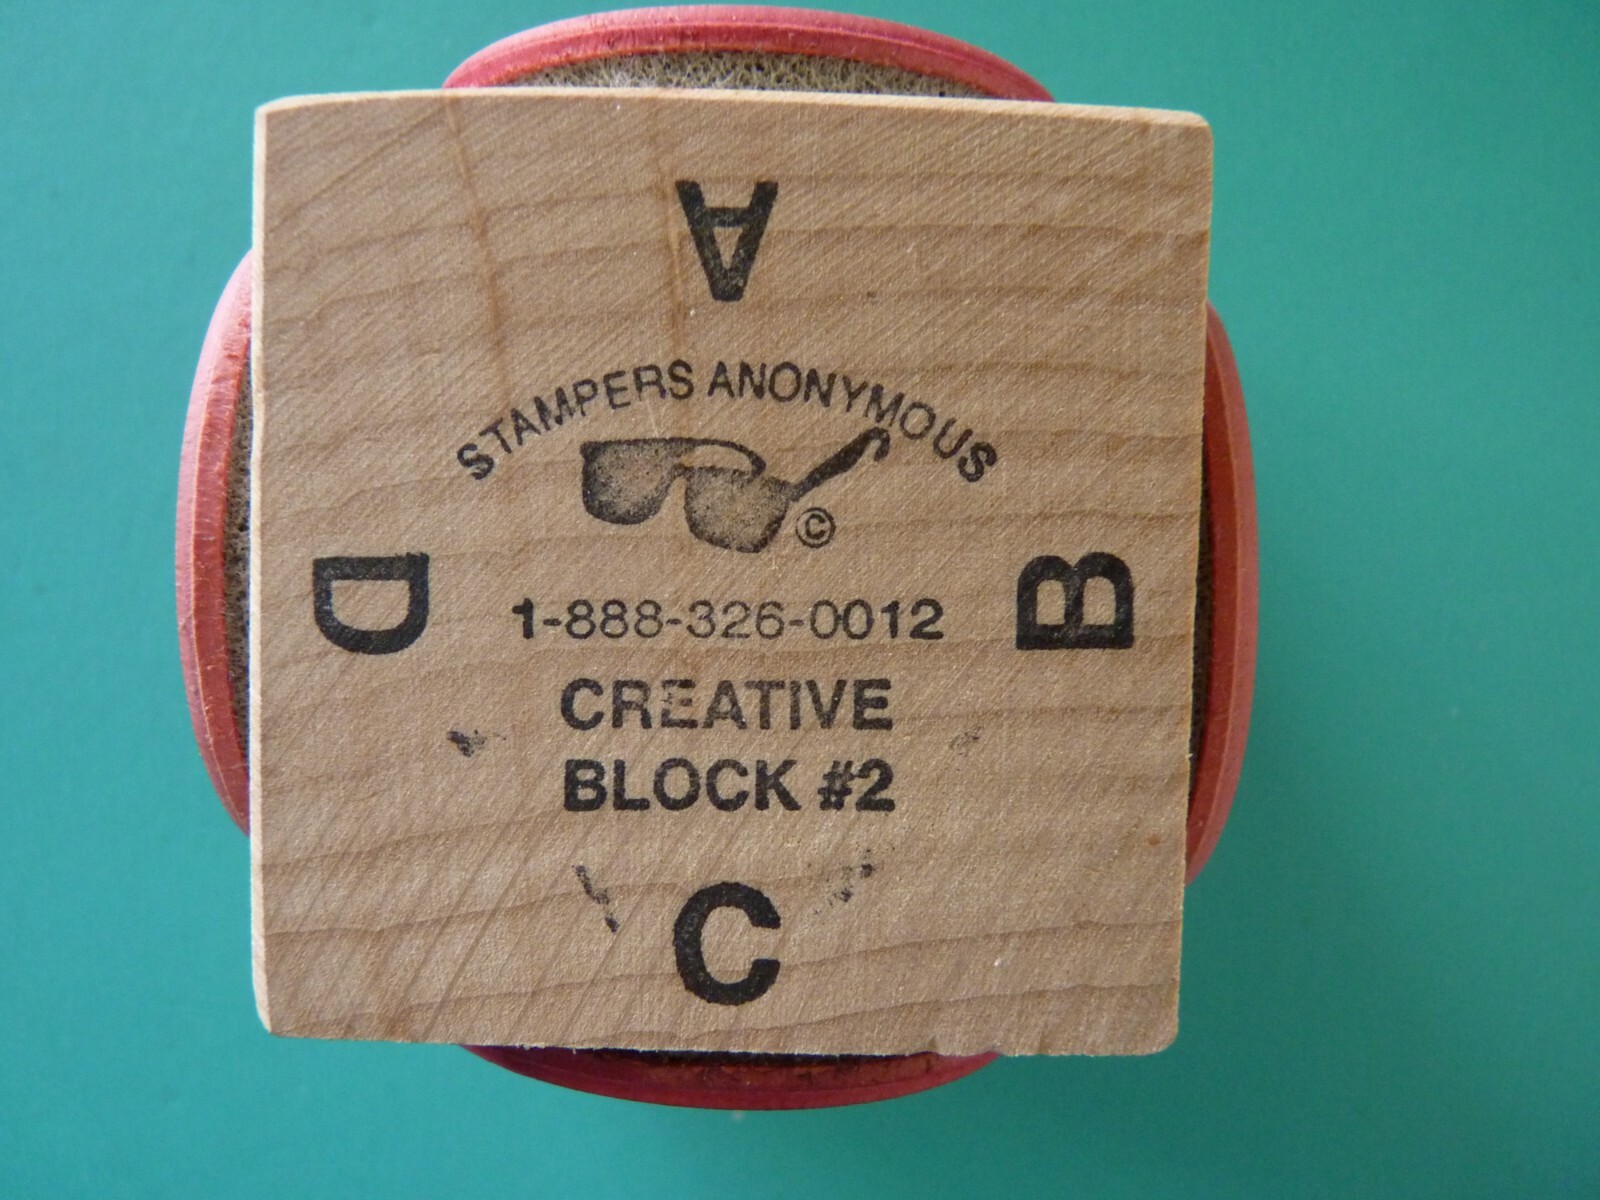 A
STAMPERS ANONYMOUS
©
D
B
1-888-326-0012
CREATIVE
BLOCK #2
C